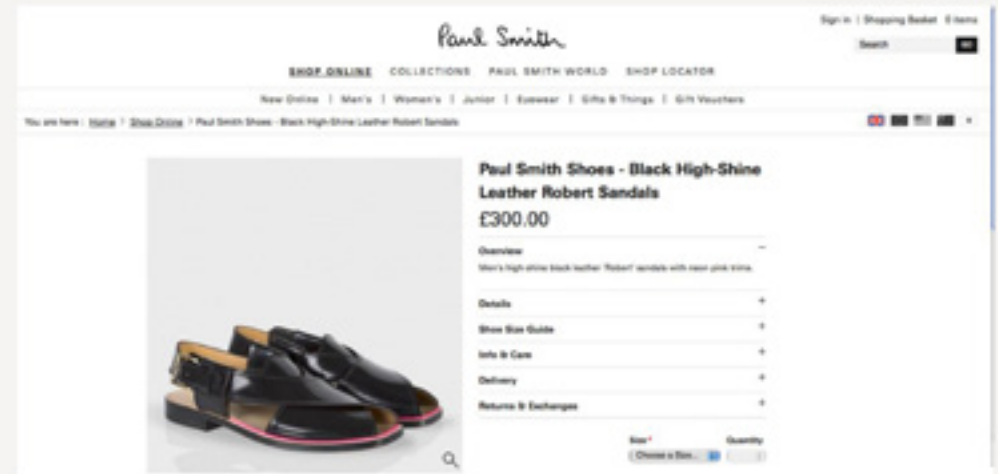 Sign in | Shopping Basket 0 items
Paul Smith
Search GO
SHOP ONLINE COLLECTIONS PAUL SMITH WORLD SHOP LOCATOR
New Online | Men's | Women's | Junior | Eyewear | Gifts & Things | Gift Vouchers
You are here : Home > Shop Online > Paul Smith Shoes - Black High-Shine Leather Robert Sandals
Paul Smith Shoes - Black High-Shine
Leather Robert Sandals
£300.00
Overview −
Men's high-shine black leather 'Robert' sandals with neon pink trims.
Details +
Shoe Size Guide +
Info & Care +
Delivery +
Returns & Exchanges +
Size* Quantity
Choose a Size...